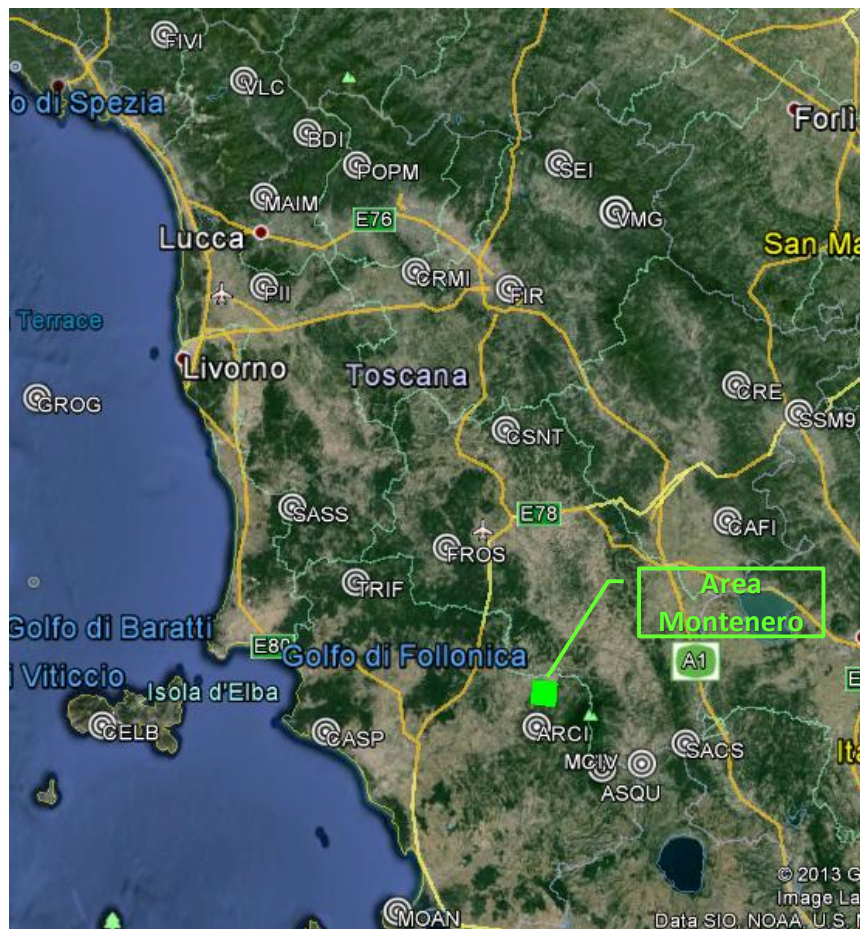 FIVI
VLC
o di Spezia
BDI
Forlì
POPM
SEI
MAIM
E76
VMG
Lucca
San Ma
CRMI
PII
FIR
Terrace
Livorno
Toscana
CRE
GROG
SSM9
CSNT
SASS
E78
CAFI
FROS
TRIF
Area
Montenero
Golfo di Baratti
E80
Golfo di Follonica
A1
i Viticcio
Isola d'Elba
E
CELB
CASP
ARCI
SACS
Ita
MCIV
ASQU
© 2013 G
Image La
MOAN
Data SIO, NOAA, U.S. N